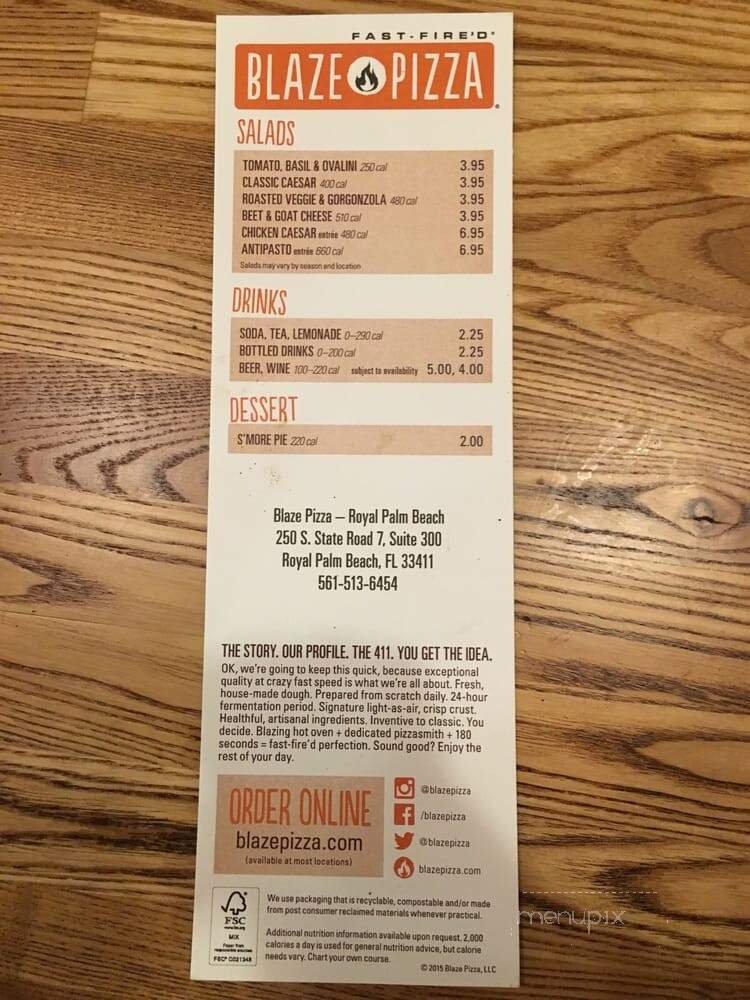 FAST-FIRE'D®
BLAZE PIZZA
SALADS
TOMATO, BASIL & OVALINI 250 cal 3.95
CLASSIC CAESAR 400 cal 3.95
ROASTED VEGGIE & GORGONZOLA 480 cal 3.95
BEET & GOAT CHEESE 510 cal 3.95
CHICKEN CAESAR entrée 480 cal 6.95
ANTIPASTO entrée 660 cal 6.95
Salads may vary by season and location
DRINKS
SODA, TEA, LEMONADE 0–290 cal 2.25
BOTTLED DRINKS 0–200 cal 2.25
BEER, WINE 100–220 cal subject to availability 5.00, 4.00
DESSERT
S'MORE PIE 220 cal 2.00
Blaze Pizza – Royal Palm Beach
250 S. State Road 7, Suite 300
Royal Palm Beach, FL 33411
561-513-6454
THE STORY. OUR PROFILE. THE 411. YOU GET THE IDEA.
OK, we're going to keep this quick, because exceptional
quality at crazy fast speed is what we're all about. Fresh,
house-made dough. Prepared from scratch daily. 24-hour
fermentation period. Signature light-as-air, crisp crust.
Healthful, artisanal ingredients. Inventive to classic. You
decide. Blazing hot oven + dedicated pizzasmith + 180
seconds = fast-fire'd perfection. Sound good? Enjoy the
rest of your day.
ORDER ONLINE
blazepizza.com
(available at most locations)
@blazepizza
/blazepizza
@blazepizza
blazepizza.com
FSC
www.fsc.org
MIX
Paper from
responsible sources
FSC® C021348
We use packaging that is recyclable, compostable and/or made
from post consumer reclaimed materials whenever practical.
Additional nutrition information available upon request. 2,000
calories a day is used for general nutrition advice, but calorie
needs vary. Chart your own course.
© 2015 Blaze Pizza, LLC
menupix